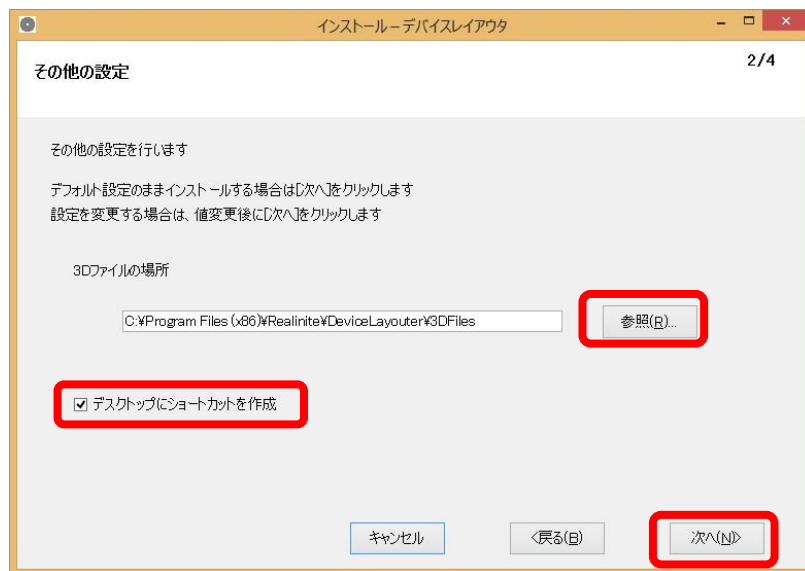 インストール－デバイスレイアウタ
その他の設定
2/4
その他の設定を行います
デフォルト設定のままインストールする場合は[次へ]をクリックします
設定を変更する場合は、値変更後に[次へ]をクリックします
3Dファイルの場所
C:¥Program Files (x86)¥Realinite¥DeviceLayouter¥3DFiles
参照(R)...
デスクトップにショートカットを作成
キャンセル
<戻る(B)
次へ(N)>